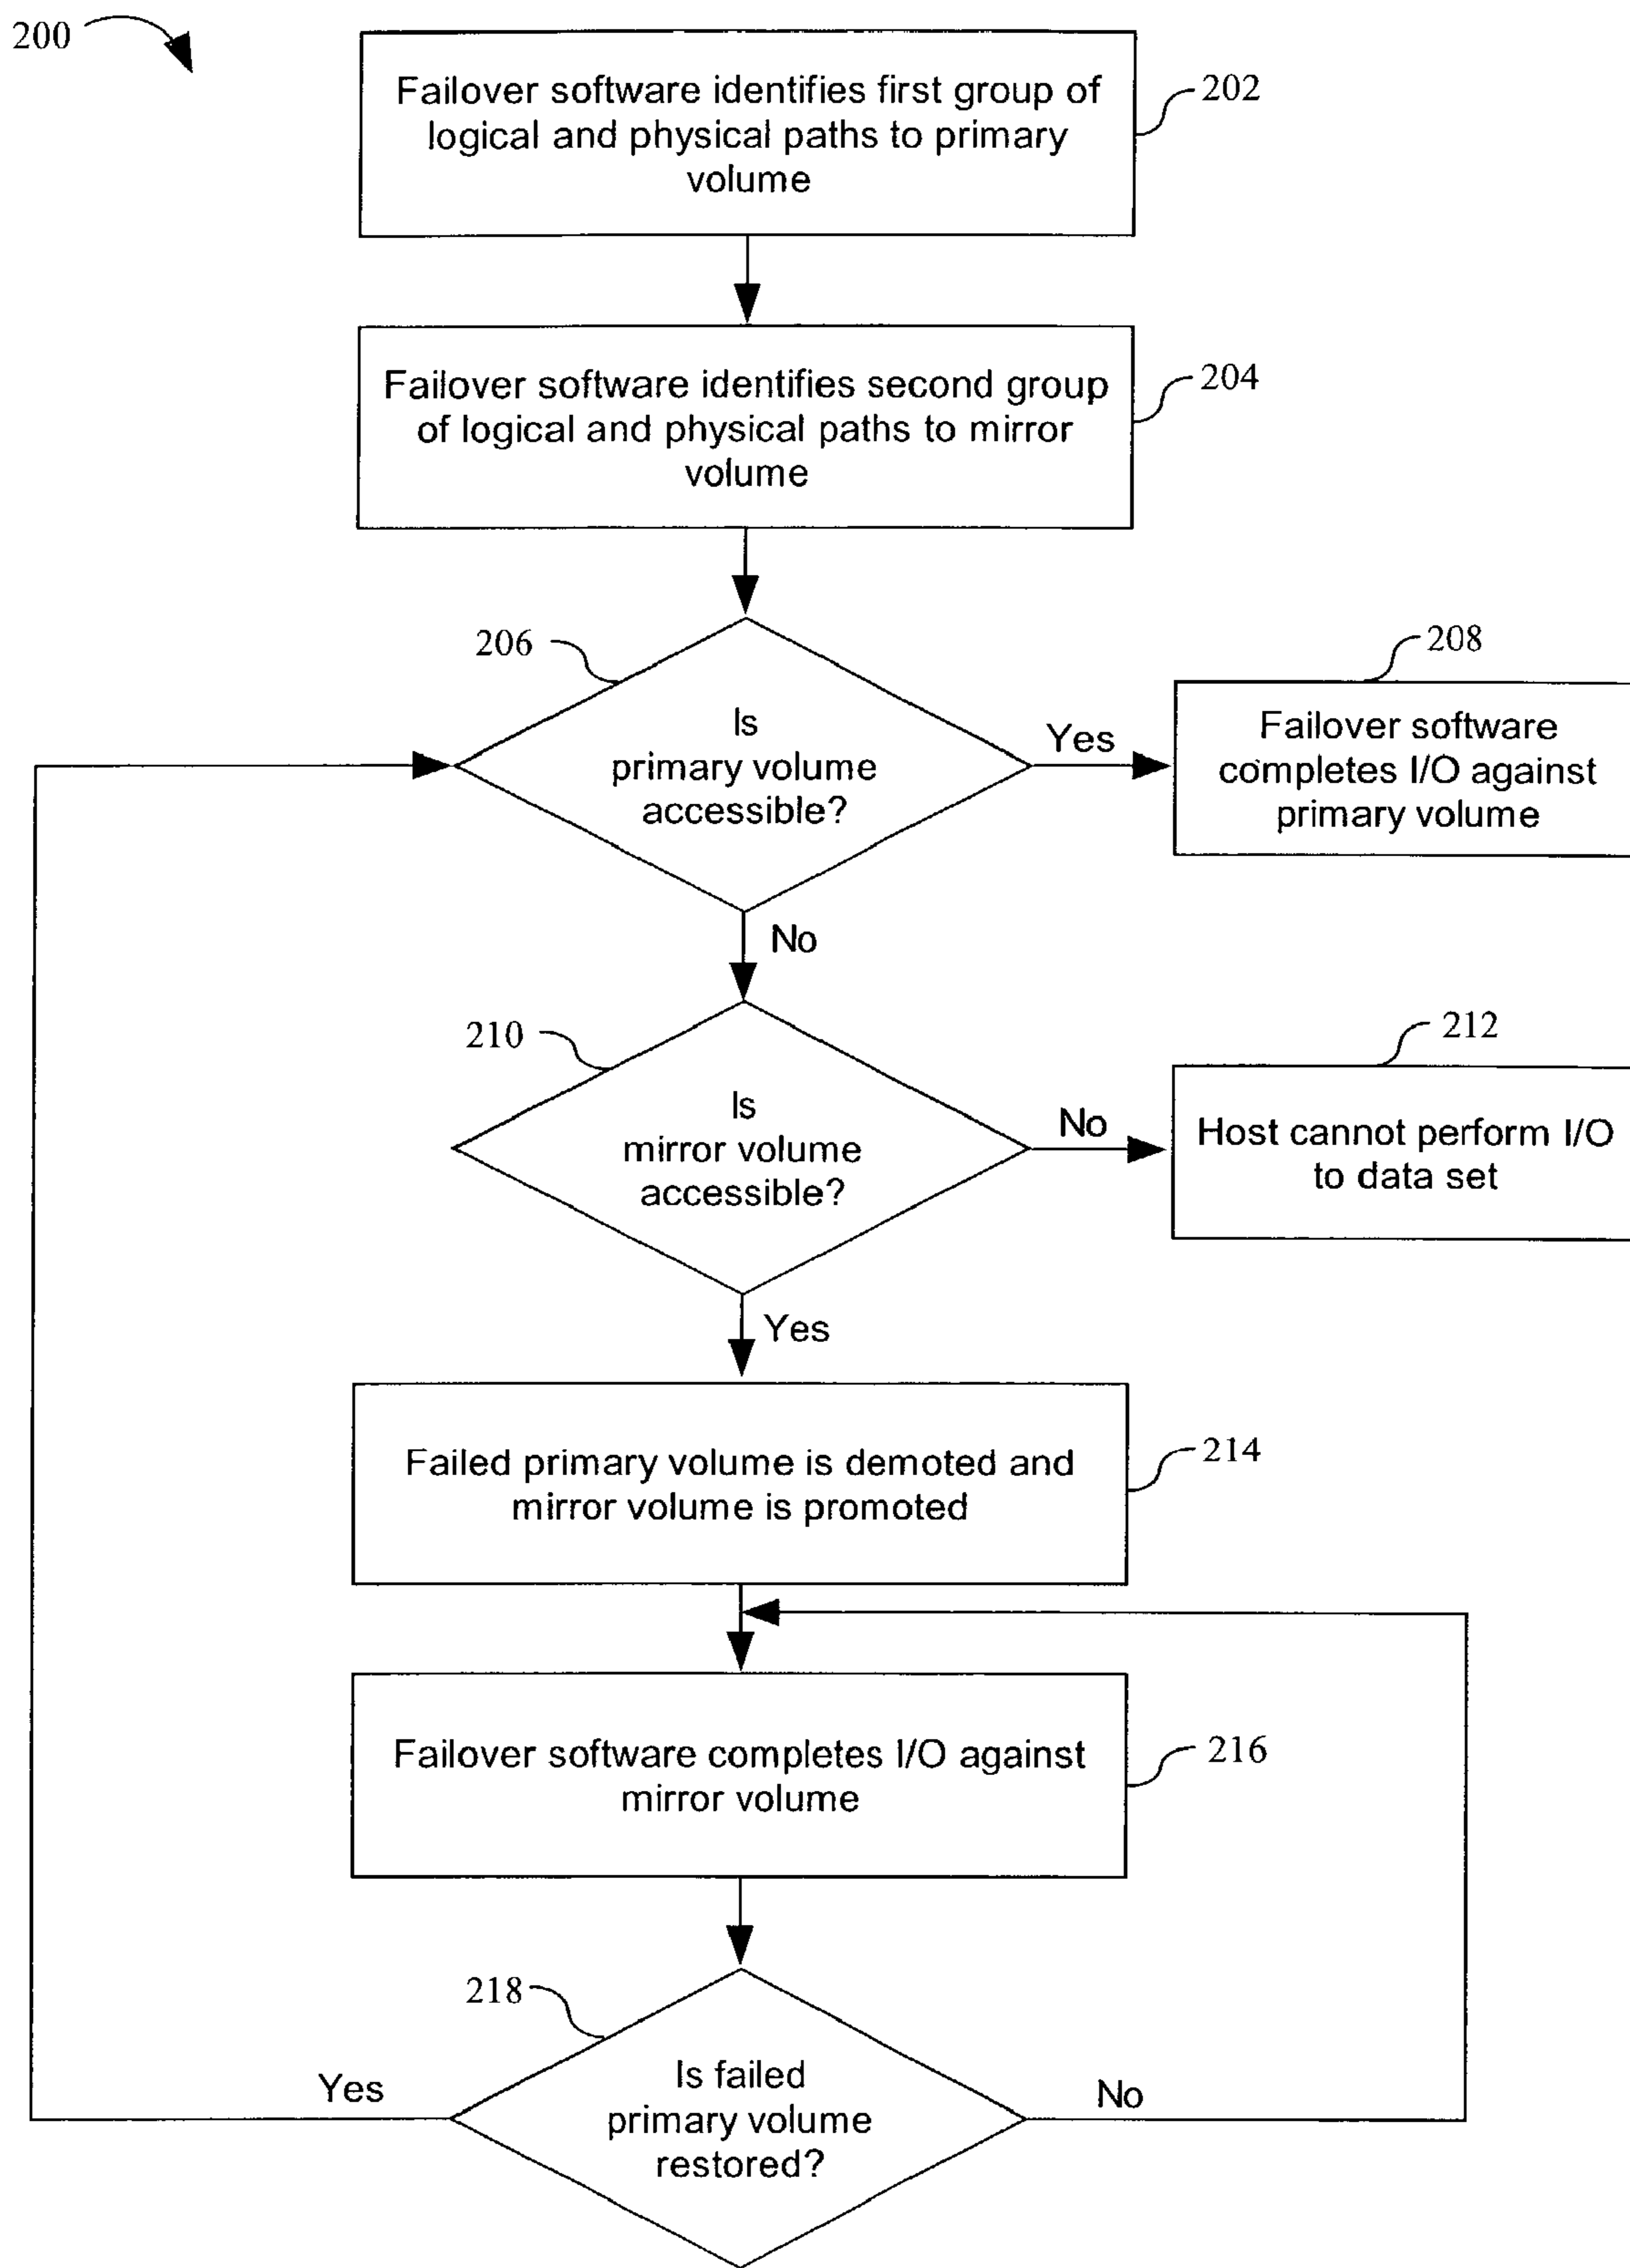 200
Failover software identifies first group of
logical and physical paths to primary
volume
202
Failover software identifies second group
of logical and physical paths to mirror
volume
204
206
Is
primary volume
accessible?
Yes
208
Failover software
completes I/O against
primary volume
No
210
Is
mirror volume
accessible?
No
212
Host cannot perform I/O
to data set
Yes
Failed primary volume is demoted and
mirror volume is promoted
214
Failover software completes I/O against
mirror volume
216
218
Is failed
primary volume
restored?
Yes
No